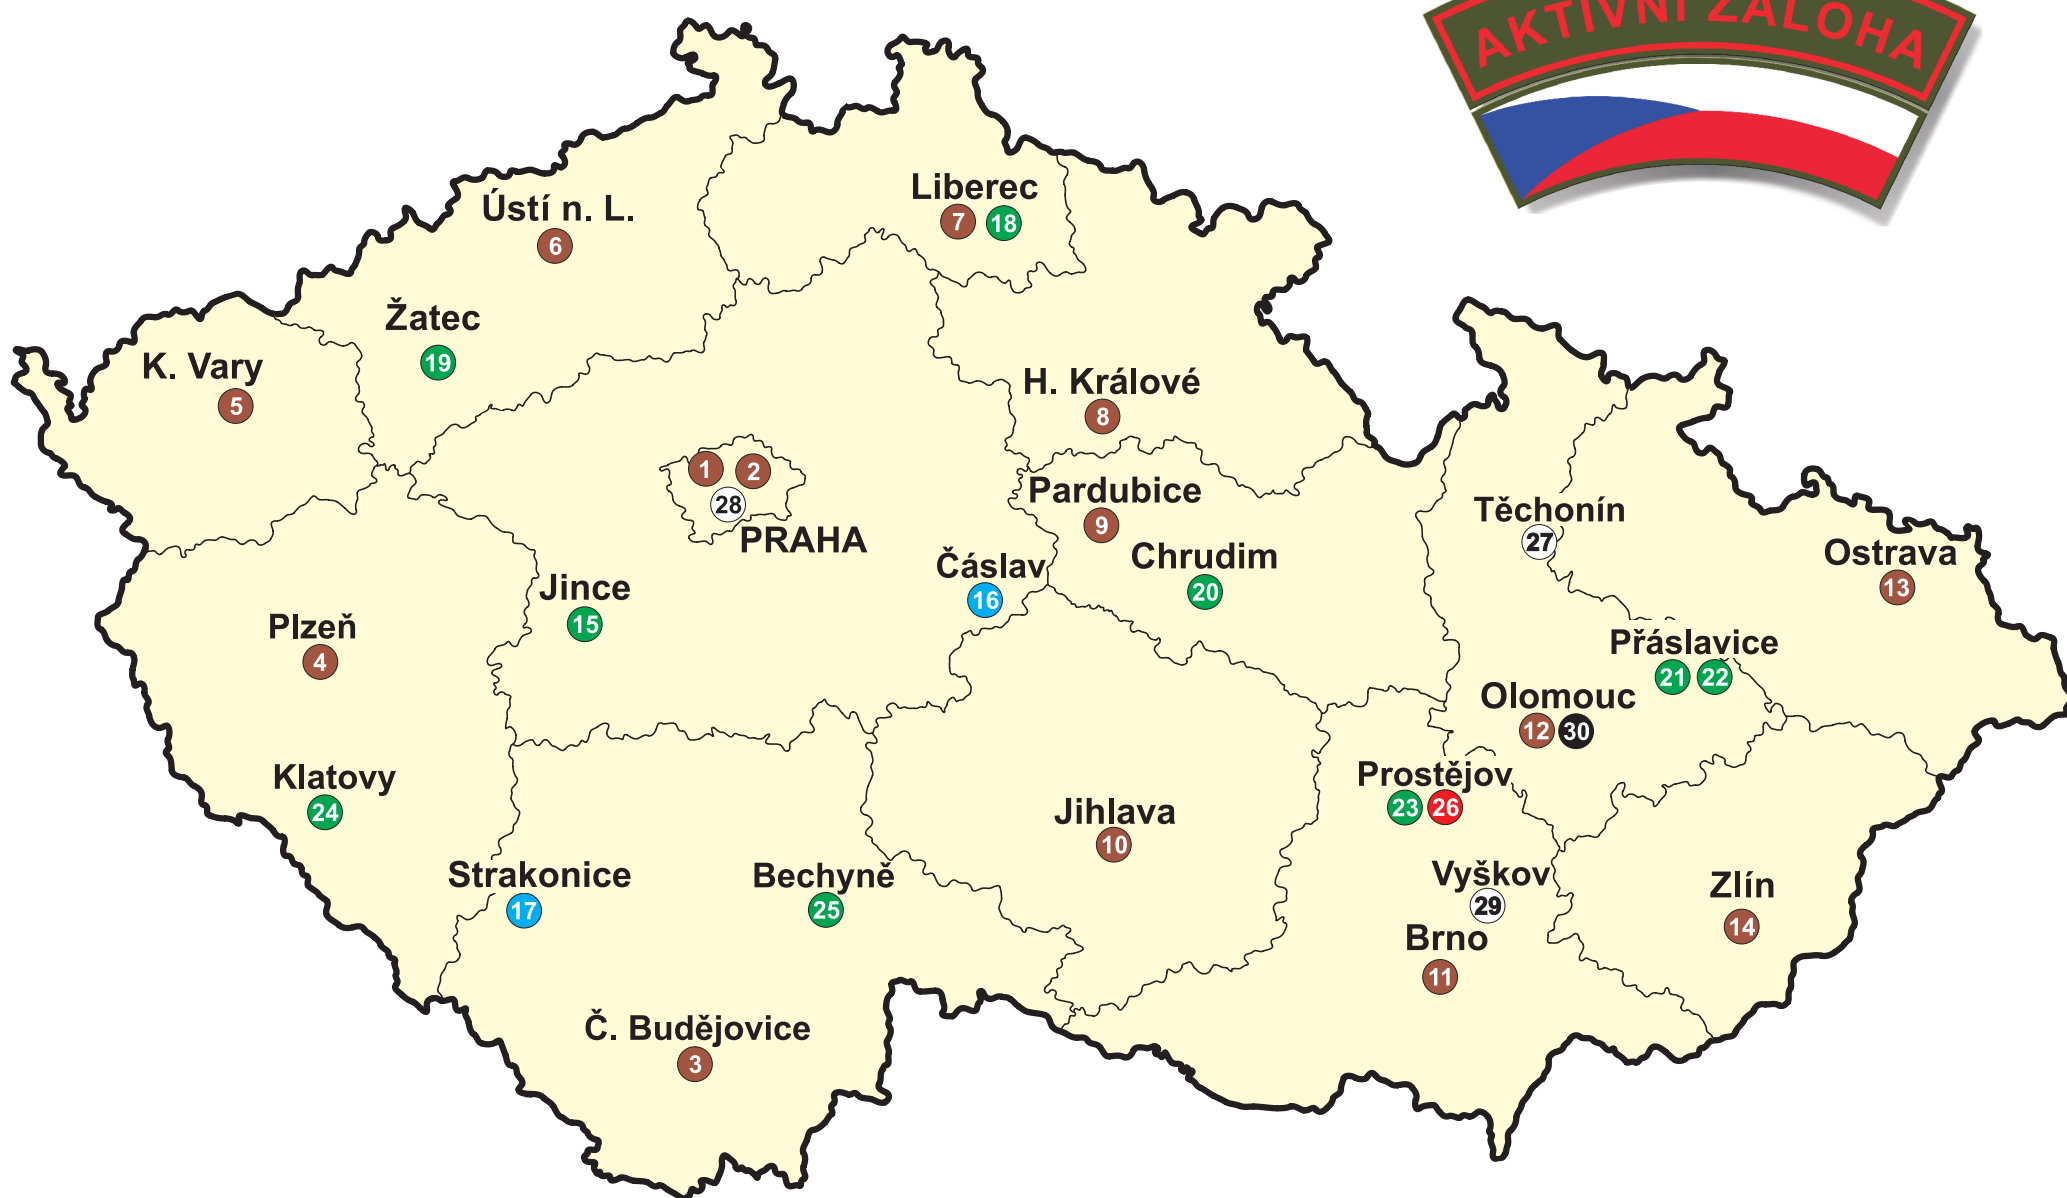 AKTIVNÍ ZÁLOHA
Liberec
7 18
Ústí n. L.
6
Žatec
19
K. Vary
5
H. Králové
8
1 2
28
PRAHA
Pardubice
9
Těchonín
27
Ostrava
13
Čáslav
16
Chrudim
20
Jince
15
Plzeň
4
Přáslavice
21 22
Olomouc
12 30
Klatovy
24
Prostějov
23 26
Jihlava
10
Strakonice
17
Bechyně
25
Vyškov
29
Zlín
14
Brno
11
Č. Budějovice
3